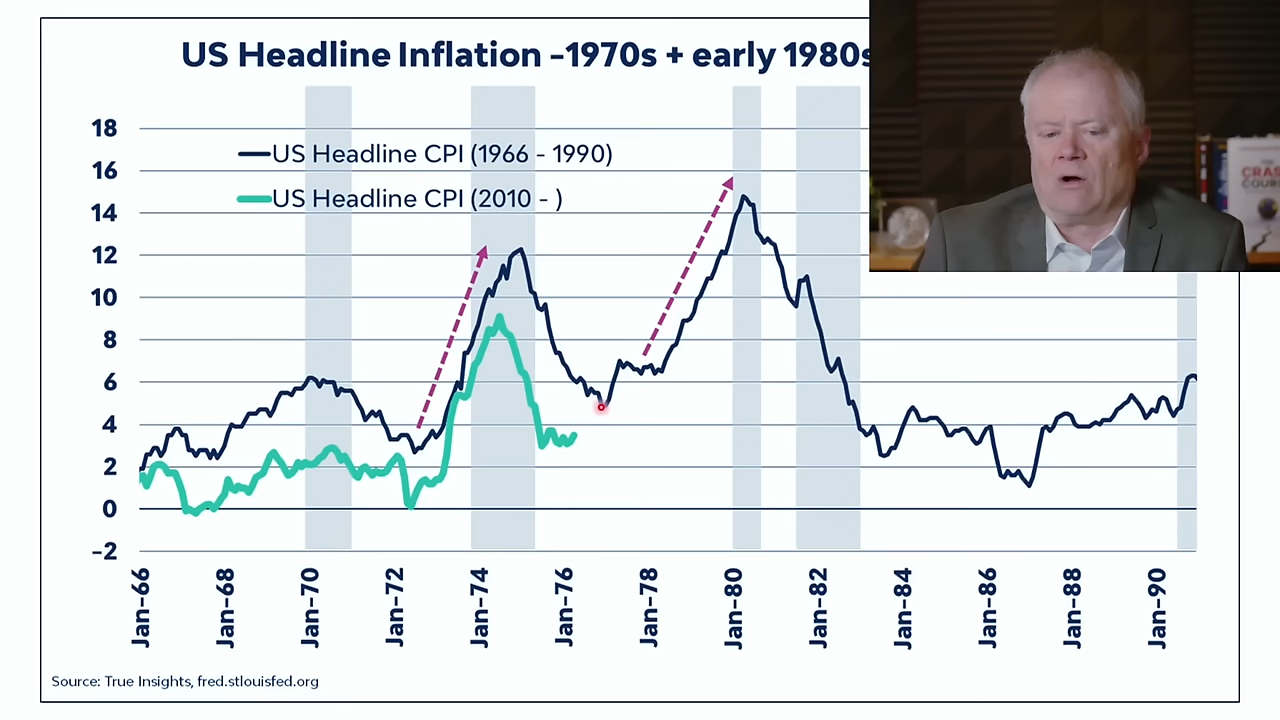 US Headline Inflation –1970s + early 1980s
18
16
14
12
10
8
6
4
2
0
-2
US Headline CPI (1966 - 1990)
US Headline CPI (2010 - )
Jan-66
Jan-68
Jan-70
Jan-72
Jan-74
Jan-76
Jan-78
Jan-80
Jan-82
Jan-84
Jan-86
Jan-88
Jan-90
Source: True Insights, fred.stlouisfed.org
THE
CRAS
COURS